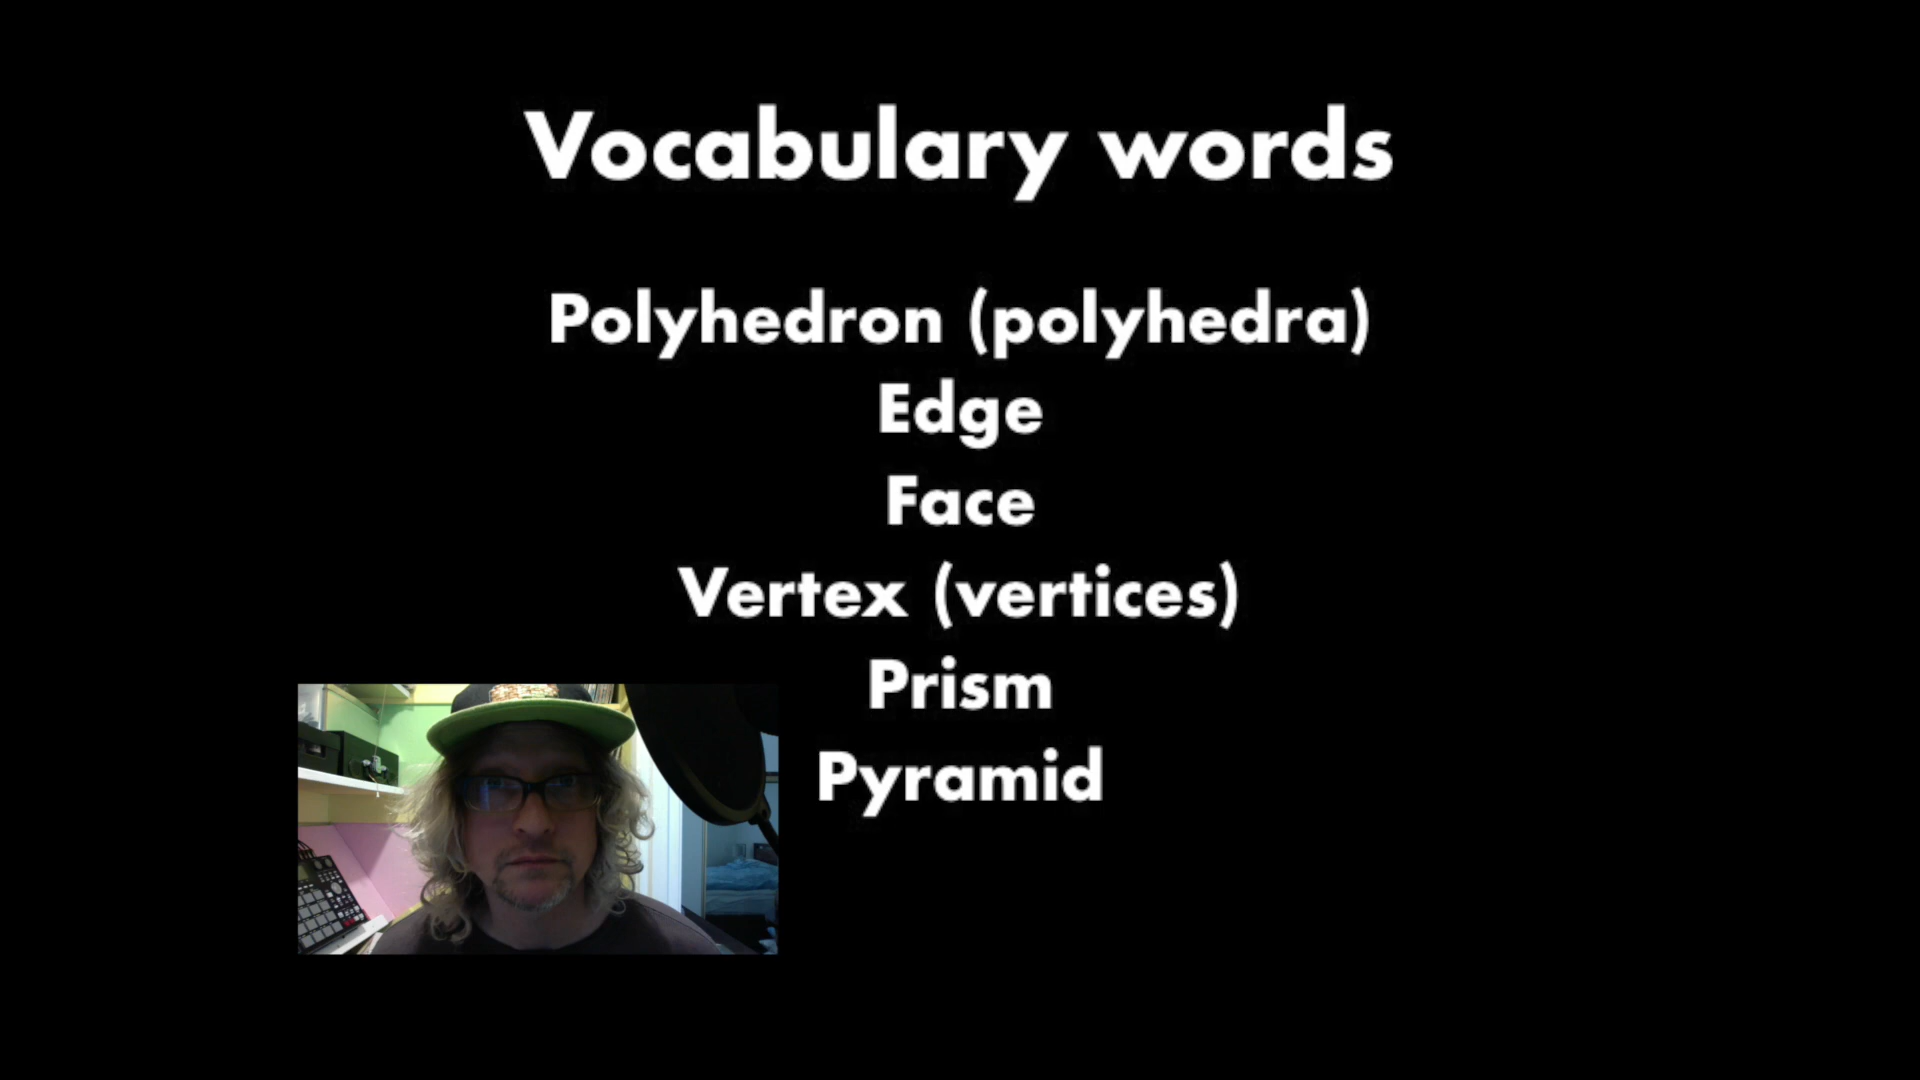 Vocabulary words
Polyhedron (polyhedra)
Edge
Face
Vertex (vertices)
Prism
Pyramid